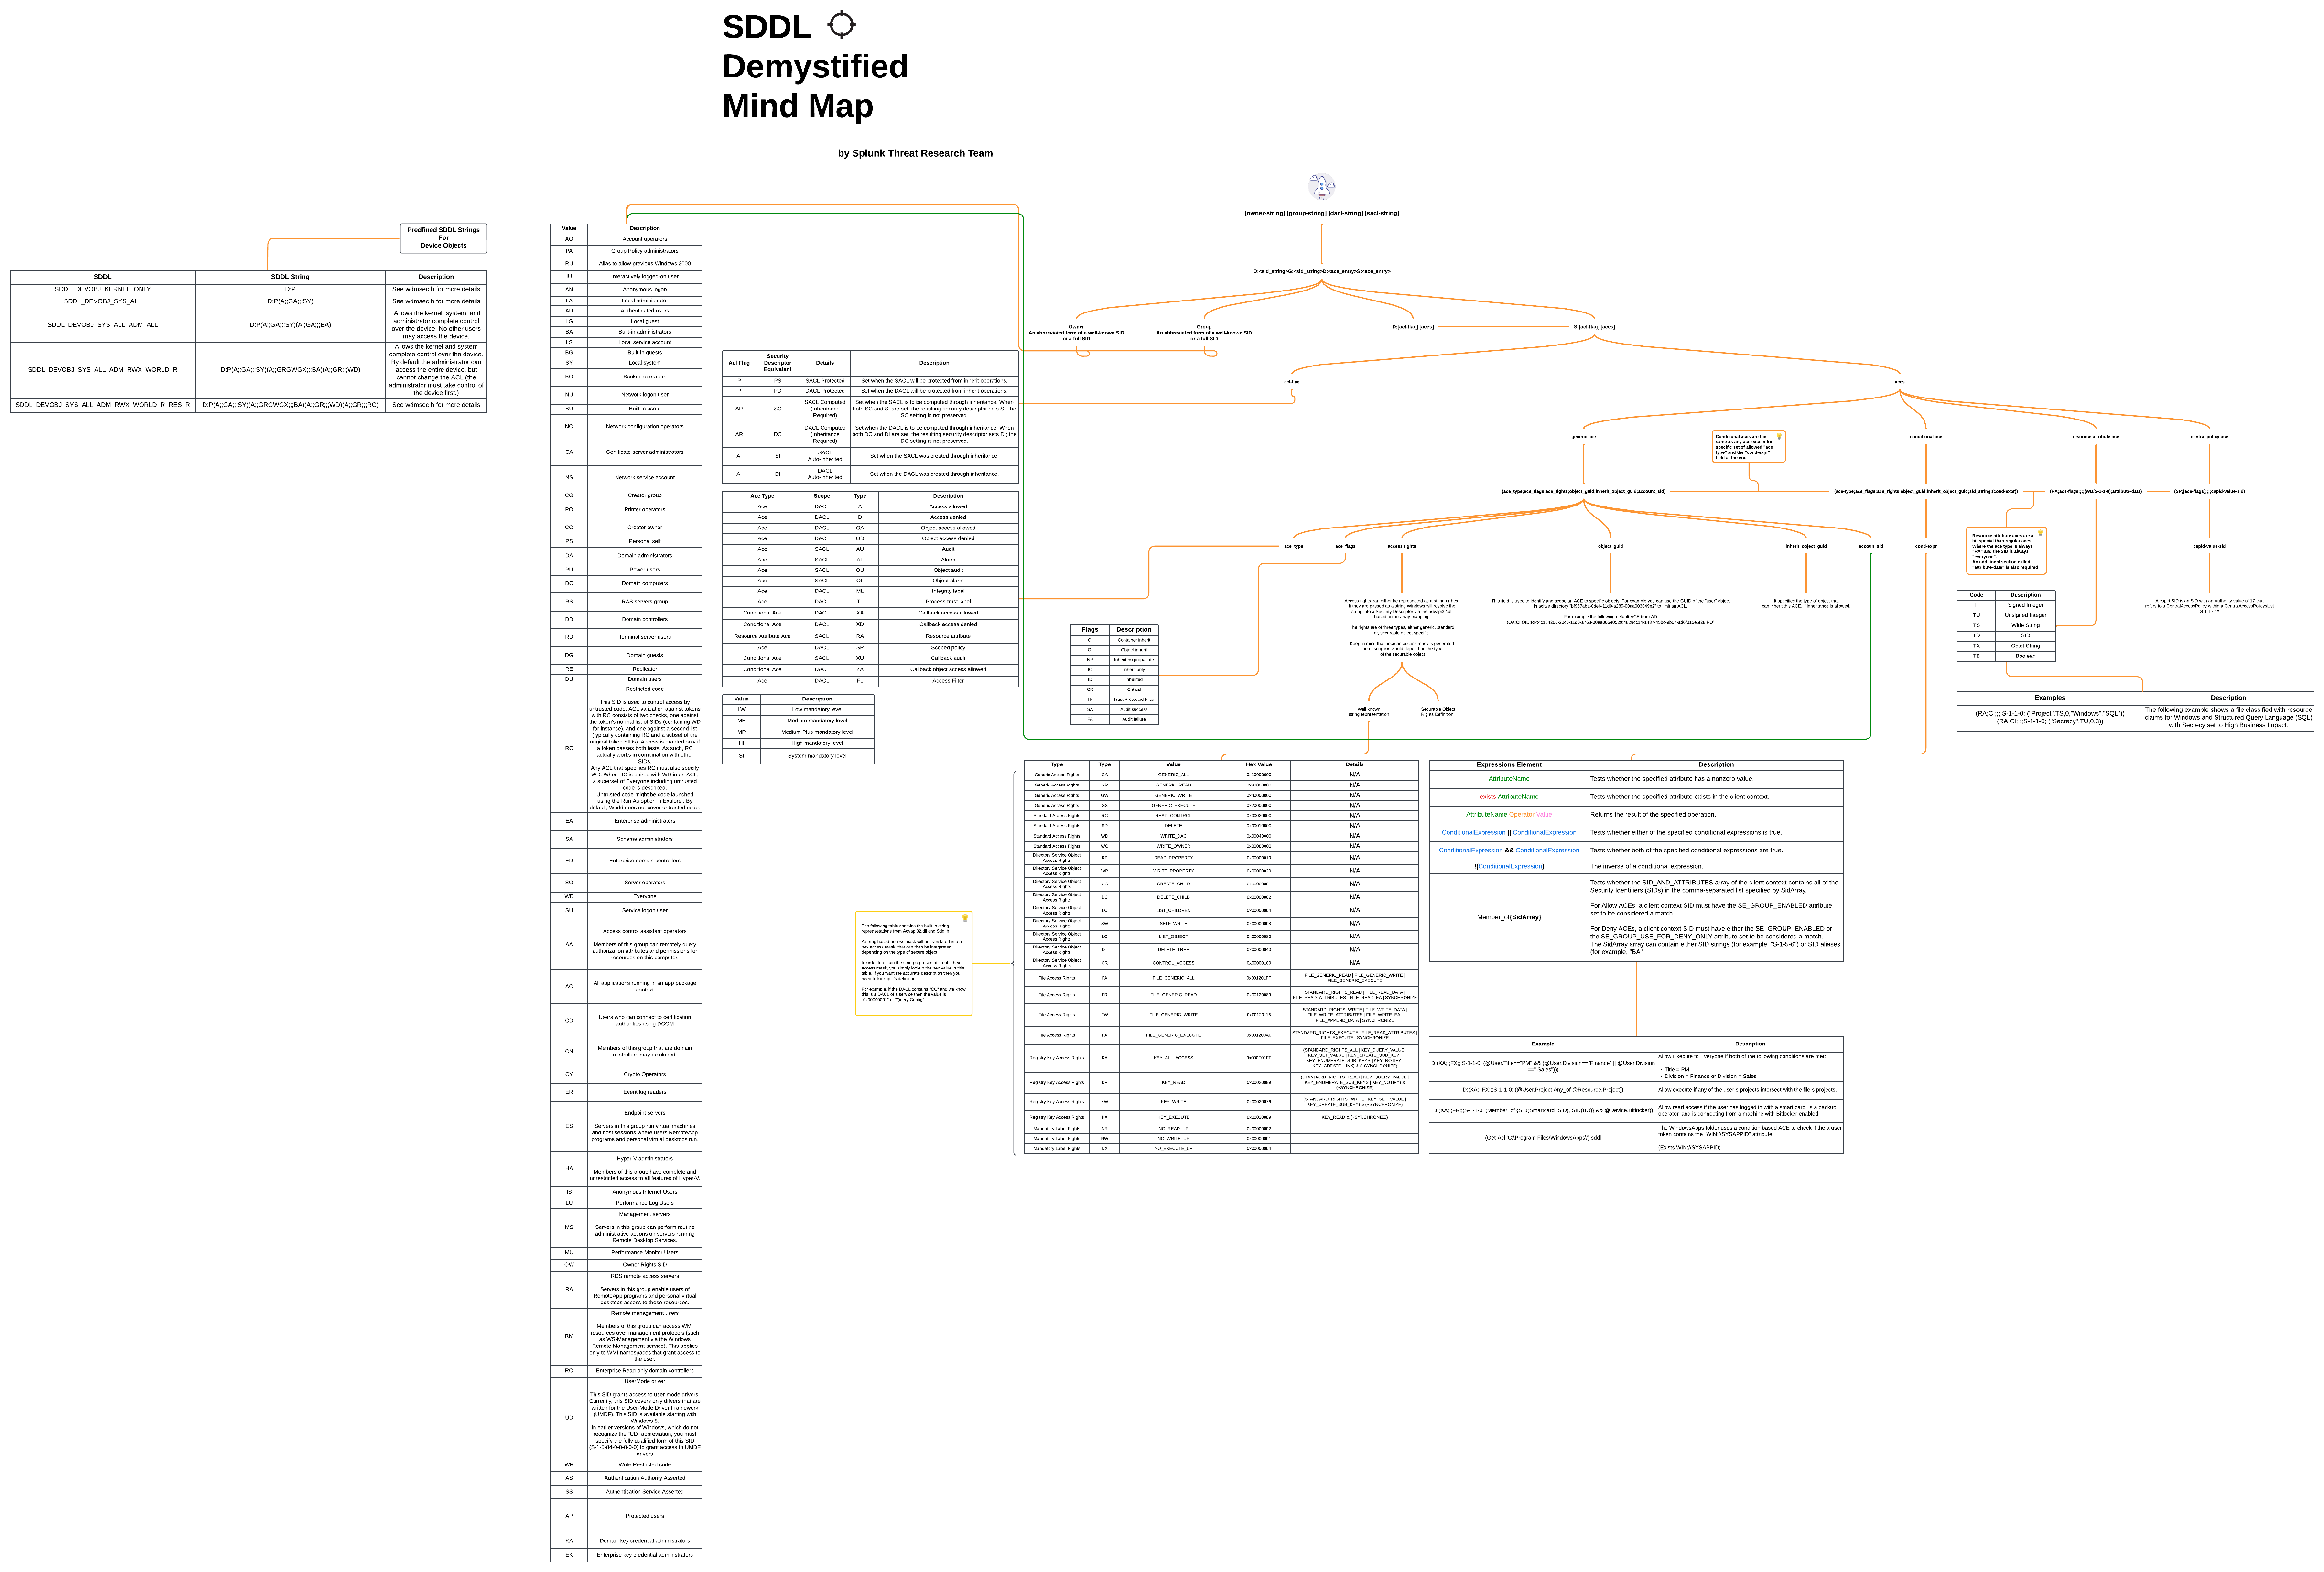 SDDL
Demystified
Mind Map
by Splunk Threat Research Team
[owner-string] [group-string] [dacl-string] [sacl-string]
O:<sid_string>G:<sid_string>D:<ace_entry>S:<ace_entry>
Owner
An abbreviated form of a well-known SID
or a full SID
Group
An abbreviated form of a well-known SID
or a full SID
D:[acl-flag] [aces]
S:[acl-flag] [aces]
acl-flag
aces
Predfined SDDL Strings
For
Device Objects
SDDL SDDL String Description
SDDL_DEVOBJ_KERNEL_ONLY D:P See wdmsec.h for more details
SDDL_DEVOBJ_SYS_ALL D:P(A;;GA;;;SY) See wdmsec.h for more details
SDDL_DEVOBJ_SYS_ALL_ADM_ALL D:P(A;;GA;;;SY)(A;;GA;;;BA)
Allows the kernel, system, and
administrator complete control
over the device. No other users
may access the device.
SDDL_DEVOBJ_SYS_ALL_ADM_RWX_WORLD_R D:P(A;;GA;;;SY)(A;;GRGWGX;;;BA)(A;;GR;;;WD)
Allows the kernel and system
complete control over the device.
By default the administrator can
access the entire device, but
cannot change the ACL (the
administrator must take control of
the device first.)
SDDL_DEVOBJ_SYS_ALL_ADM_RWX_WORLD_R_RES_R D:P(A;;GA;;;SY)(A;;GRGWGX;;;BA)(A;;GR;;;WD)(A;;GR;;;RC) See wdmsec.h for more details
Value Description
AO Account operators
PA Group Policy administrators
RU Alias to allow previous Windows 2000
IU Interactively logged-on user
AN Anonymous logon
LA Local administrator
AU Authenticated users
LG Local guest
BA Built-in administrators
LS Local service account
BG Built-in guests
SY Local system
BO Backup operators
NU Network logon user
BU Built-in users
NO Network configuration operators
CA Certificate server administrators
NS Network service account
CG Creator group
PO Printer operators
CO Creator owner
PS Personal self
DA Domain administrators
PU Power users
DC Domain computers
RS RAS servers group
DD Domain controllers
RD Terminal server users
DG Domain guests
RE Replicator
DU Domain users
RC
Restricted code
This SID is used to control access by
untrusted code. ACL validation against tokens
with RC consists of two checks, one against
the token's normal list of SIDs (containing WD
for instance), and one against a second list
(typically containing RC and a subset of the
original token SIDs). Access is granted only if
a token passes both tests. As such, RC
actually works in combination with other
SIDs.
Any ACL that specifies RC must also specify
WD. When RC is paired with WD in an ACL,
a superset of Everyone including untrusted
code is described.
Untrusted code might be code launched
using the Run As option in Explorer. By
default, World does not cover untrusted code.
EA Enterprise administrators
SA Schema administrators
ED Enterprise domain controllers
SO Server operators
WD Everyone
SU Service logon user
AA
Access control assistant operators
Members of this group can remotely query
authorization attributes and permissions for
resources on this computer.
AC
All applications running in an app package
context
CD
Users who can connect to certification
authorities using DCOM
CN
Members of this group that are domain
controllers may be cloned.
CY Crypto Operators
ER Event log readers
ES
Endpoint servers
Servers in this group run virtual machines
and host sessions where users RemoteApp
programs and personal virtual desktops run.
HA
Hyper-V administrators
Members of this group have complete and
unrestricted access to all features of Hyper-V.
IS Anonymous Internet Users
LU Performance Log Users
MS
Management servers
Servers in this group can perform routine
administrative actions on servers running
Remote Desktop Services.
MU Performance Monitor Users
OW Owner Rights SID
RA
RDS remote access servers
Servers in this group enable users of
RemoteApp programs and personal virtual
desktops access to these resources.
RM
Remote management users
Members of this group can access WMI
resources over management protocols (such
as WS-Management via the Windows
Remote Management service). This applies
only to WMI namespaces that grant access to
the user.
RO Enterprise Read-only domain controllers
UD
UserMode driver
This SID grants access to user-mode drivers.
Currently, this SID covers only drivers that are
written for the User-Mode Driver Framework
(UMDF). This SID is available starting with
Windows 8.
In earlier versions of Windows, which do not
recognize the "UD" abbreviation, you must
specify the fully qualified form of this SID
(S-1-5-84-0-0-0-0-0) to grant access to UMDF
drivers
WR Write Restricted code
AS Authentication Authority Asserted
SS Authentication Service Asserted
AP Protected users
KA Domain key credential administrators
EK Enterprise key credential administrators
Acl Flag Security Descriptor Equivalant Details Description
P PS SACL Protected Set when the SACL will be protected from inherit operations.
P PD DACL Protected Set when the DACL will be protected from inherit operations.
AR SC SACL Computed (Inheritance Required)
Set when the SACL is to be computed through inheritance. When
both SC and SI are set, the resulting security descriptor sets SI; the
SC setting is not preserved.
AR DC DACL Computed (Inheritance Required)
Set when the DACL is to be computed through inheritance. When
both DC and DI are set, the resulting security descriptor sets DI; the
DC setting is not preserved.
AI SI SACL Auto-Inherited Set when the SACL was created through inheritance.
AI DI DACL Auto-Inherited Set when the DACL was created through inheritance.
Ace Type Scope Type Description
Ace DACL A Access allowed
Ace DACL D Access denied
Ace DACL OA Object access allowed
Ace DACL OD Object access denied
Ace SACL AU Audit
Ace SACL AL Alarm
Ace SACL OU Object audit
Ace SACL OL Object alarm
Ace DACL ML Integrity label
Ace DACL TL Process trust label
Conditional Ace DACL XA Callback access allowed
Conditional Ace DACL XD Callback access denied
Resource Attribute Ace SACL RA Resource attribute
Ace DACL SP Scoped policy
Conditional Ace SACL XU Callback audit
Conditional Ace DACL ZA Callback object access allowed
Ace DACL FL Access Filter
Value Description
LW Low mandatory level
ME Medium mandatory level
MP Medium Plus mandatory level
HI High mandatory level
SI System mandatory level
generic ace
Conditional aces are the
same as any ace except for
specific set of allowed "ace
type" and the "cond-expr"
field at the end
conditional ace
resource attribute ace
central policy ace
(ace_type;ace_flags;ace_rights;object_guid;inherit_object_guid;account_sid)
(ace-type;ace_flags;ace_rights;object_guid;inherit_object_guid;sid_string;(cond-expr))
(RA;ace-flags;;;;(WD/S-1-1-0);attribute-data)
(SP;[ace-flags];;;;capid-value-sid)
ace_type
ace_flags
access rights
object_guid
inherit_object_guid
accoun_sid
cond-expr
Resource attribute aces are a
bit special than regular aces.
Where the ace type is always
"RA" and the SID is always
"everyone".
An additional section called
"attribute-data" is also required
capid-value-sid
Access rights can either be represented as a string or hex.
If they are passed as a string Windows will resolve the
string into a Security Descriptor via the advapi32.dll
based on an array mapping.
The rights are of three types, either generic, standard
or, securable object specific.
Keep in mind that once an access mask is generated
the description would depend on the type
of the securable object
This field is used to identify and scope an ACE to specific objects. For example you can use the GUID of the "user" object
For example the following default ACE from AD
It specifies the type of object that
can inherit this ACE, if inheritance is allowed.
A capid SID is an SID with an Authority value of 17 that
S-1-17-1*
Well known
string representation
Securable Object
Rights Definition
Flags Description
CI Container inherit
OI Object inherit
NP Inherit no propagate
IO Inherit only
ID Inherited
CR Critical
TP Trust Protected Filter
SA Audit success
FA Audit failure
Code Description
TI Signed Integer
TU Unsigned Integer
TS Wide String
TD SID
TX Octet String
TB Boolean
Examples Description
(RA;CI;;;;S-1-1-0; ("Project",TS,0,"Windows","SQL"))
(RA;CI;;;;S-1-1-0; ("Secrecy",TU,0,3))
The following example shows a file classified with resource
claims for Windows and Structured Query Language (SQL)
with Secrecy set to High Business Impact.
The following table contains the built-in string
representations from Advapi32.dll and Sddl.h
A string based access mask will be translated into a
hex access mask, that can then be interpreted
depending on the type of secure object.
In order to obtain the string representation of a hex
access mask, you simply lookup the hex value in this
table. If you want the accurate description then you
need to lookup it's definition.
For example, if the DACL contains "CC" and we know
this is a DACL of a service then the value is
"0x00000001" or "Query Config"
Type Type Value Hex Value Details
Generic Access Rights GA GENERIC_ALL 0x10000000 N/A
Generic Access Rights GR GENERIC_READ 0x80000000 N/A
Generic Access Rights GW GENERIC_WRITE 0x40000000 N/A
Generic Access Rights GX GENERIC_EXECUTE 0x20000000 N/A
Standard Access Rights RC READ_CONTROL 0x00020000 N/A
Standard Access Rights SD DELETE 0x00010000 N/A
Standard Access Rights WD WRITE_DAC 0x00040000 N/A
Standard Access Rights WO WRITE_OWNER 0x00080000 N/A
Directory Service Object Access Rights RP READ_PROPERTY 0x00000010 N/A
Directory Service Object Access Rights WP WRITE_PROPERTY 0x00000020 N/A
Directory Service Object Access Rights CC CREATE_CHILD 0x00000001 N/A
Directory Service Object Access Rights DC DELETE_CHILD 0x00000002 N/A
Directory Service Object Access Rights LC LIST_CHILDREN 0x00000004 N/A
Directory Service Object Access Rights SW SELF_WRITE 0x00000008 N/A
Directory Service Object Access Rights LO LIST_OBJECT 0x00000080 N/A
Directory Service Object Access Rights DT DELETE_TREE 0x00000040 N/A
Directory Service Object Access Rights CR CONTROL_ACCESS 0x00000100 N/A
File Access Rights FA FILE_GENERIC_ALL 0x001201FF FILE_GENERIC_READ | FILE_GENERIC_WRITE | FILE_GENERIC_EXECUTE
File Access Rights FR FILE_GENERIC_READ 0x00120089 STANDARD_RIGHTS_READ | FILE_READ_DATA | FILE_READ_ATTRIBUTES | FILE_READ_EA | SYNCHRONIZE
File Access Rights FW FILE_GENERIC_WRITE 0x00120116 STANDARD_RIGHTS_WRITE | FILE_WRITE_DATA | FILE_WRITE_ATTRIBUTES | FILE_WRITE_EA | FILE_APPEND_DATA | SYNCHRONIZE
File Access Rights FX FILE_GENERIC_EXECUTE 0x001200A0 STANDARD_RIGHTS_EXECUTE | FILE_READ_ATTRIBUTES | FILE_EXECUTE | SYNCHRONIZE
Registry Key Access Rights KA KEY_ALL_ACCESS 0x000F01FF (STANDARD_RIGHTS_ALL | KEY_QUERY_VALUE | KEY_SET_VALUE | KEY_CREATE_SUB_KEY | KEY_ENUMERATE_SUB_KEYS | KEY_NOTIFY | KEY_CREATE_LINK) & (~SYNCHRONIZE)
Registry Key Access Rights KR KEY_READ (STANDARD_RIGHTS_READ | KEY_QUERY_VALUE | KEY_ENUMERATE_SUB_KEYS | KEY_NOTIFY) & (~SYNCHRONIZE)
Registry Key Access Rights KW KEY_WRITE (STANDARD_RIGHTS_WRITE | KEY_SET_VALUE | KEY_CREATE_SUB_KEY) & (~SYNCHRONIZE)
Registry Key Access Rights KX KEY_EXECUTE KEY_READ & (~SYNCHRONIZE)
Mandatory Label Rights NR NO_READ_UP 0x00000002
Mandatory Label Rights NW NO_WRITE_UP 0x00000001
Mandatory Label Rights NX NO_EXECUTE_UP 0x00000004
Expressions Element Description
AttributeName Tests whether the specified attribute has a nonzero value.
exists AttributeName Tests whether the specified attribute exists in the client context.
AttributeName Operator Value Returns the result of the specified operation.
ConditionalExpression || ConditionalExpression Tests whether either of the specified conditional expressions is true.
ConditionalExpression && ConditionalExpression Tests whether both of the specified conditional expressions are true.
!(ConditionalExpression) The inverse of a conditional expression.
Member_of{SidArray}
Tests whether the SID_AND_ATTRIBUTES array of the client context contains all of the
Security Identifiers (SIDs) in the comma-separated list specified by SidArray.
For Allow ACEs, a client context SID must have the SE_GROUP_ENABLED attribute
set to be considered a match.
For Deny ACEs, a client context SID must have either the SE_GROUP_ENABLED or
the SE_GROUP_USE_FOR_DENY_ONLY attribute set to be considered a match.
The SidArray array can contain either SID strings (for example, "S-1-5-6") or SID aliases
(for example, "BA"
Example Description
D:(XA; ;FX;;;S-1-1-0; (@User.Title=="PM" && (@User.Division=="Finance" || @User.Division
==" Sales")))
Allow Execute to Everyone if both of the following conditions are met:
• Title = PM
• Division = Finance or Division = Sales
D:(XA; ;FX;;;S-1-1-0; (@User.Project Any_of @Resource.Project))
Allow execute if any of the user s projects intersect with the file s projects.
D:(XA; ;FR;;;S-1-1-0; (Member_of {SID(Smartcard_SID), SID(BO)} && @Device.Bitlocker))
Allow read access if the user has logged in with a smart card, is a backup
operator, and is connecting from a machine with Bitlocker enabled.
(Get-Acl 'C:\Program Files\WindowsApps\').sddl
The WindowsApps folder uses a condition based ACE to check if the a user
token contains the "WIN://SYSAPPID" attribute
(Exists WIN://SYSAPPID)